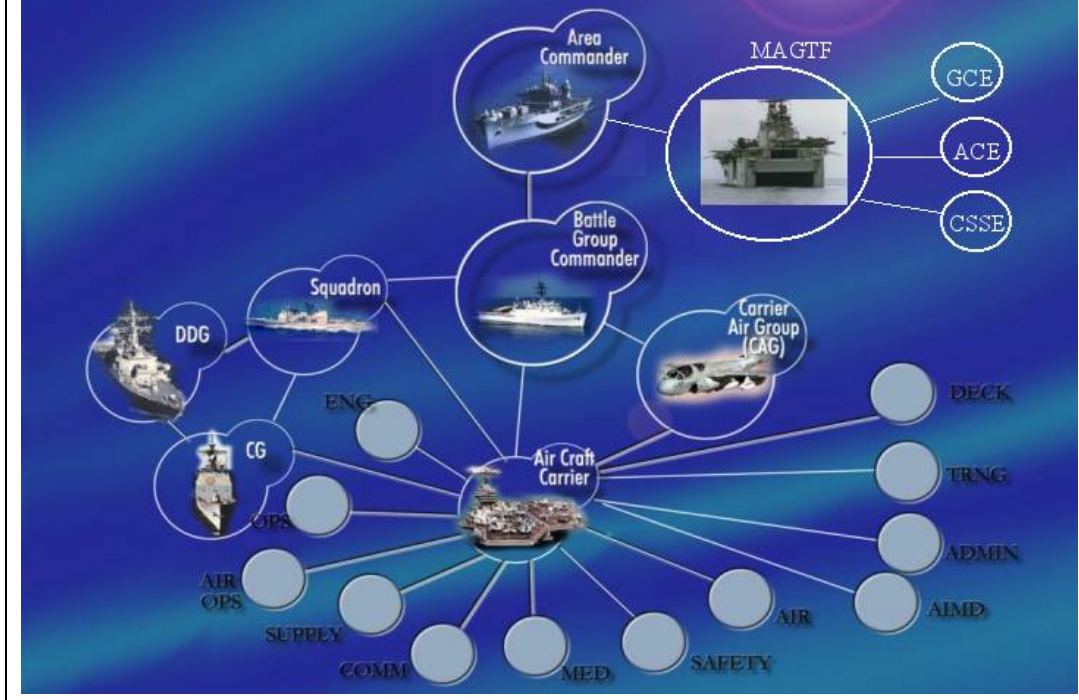 Area
Commander
MAGTF
GCE
ACE
CSSE
Battle
Group
Commander
Squadron
DDG
Carrier
Air Group
(CAG)
CG
Air Craft
Carrier
ENG
DECK
OPS
TRNG
AIR
OPS
ADMIN
SUPPLY
AIMD
COMM
MED
SAFETY
AIR